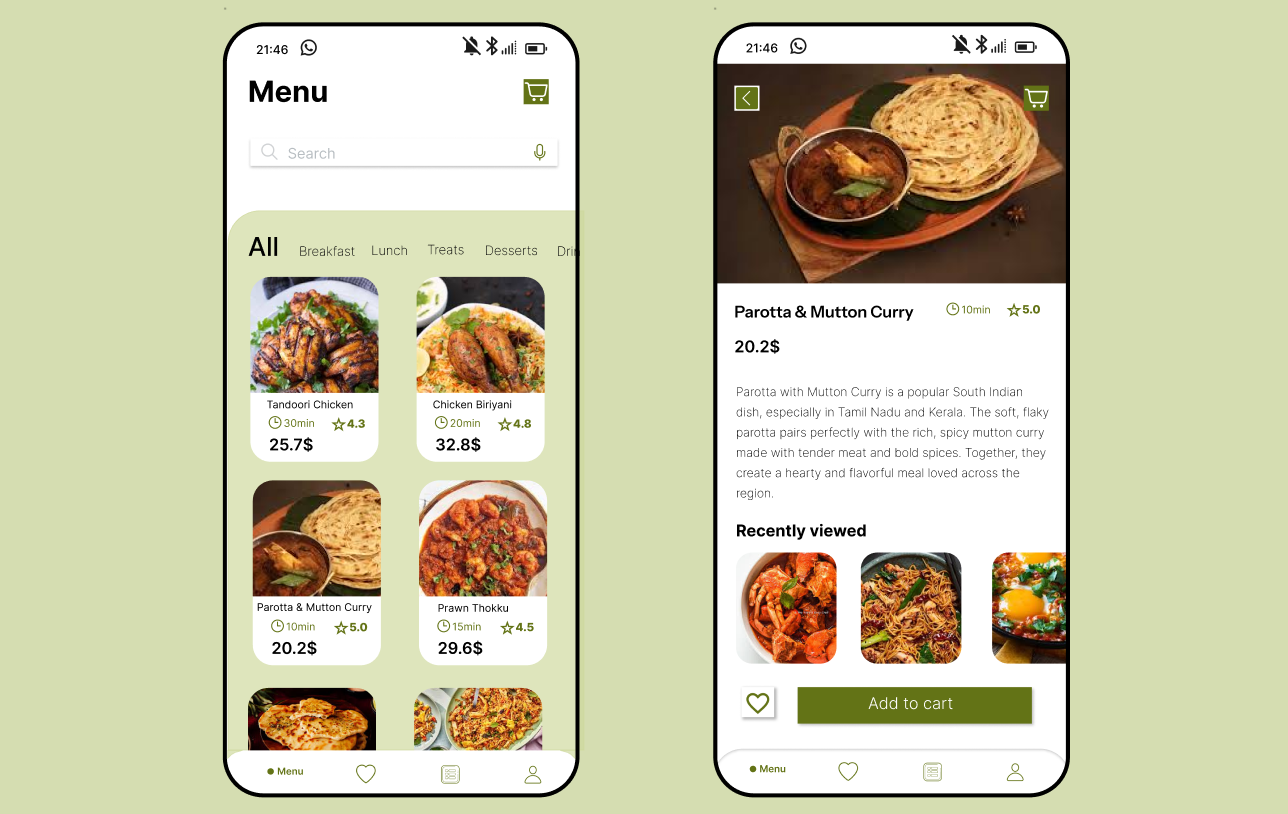 21:46
Menu
Search
All Breakfast Lunch Treats Desserts Drin
Tandoori Chicken
30min 4.3
25.7$
Chicken Biriyani
20min 4.8
32.8$
Parotta & Mutton Curry
10min 5.0
20.2$
Prawn Thokku
15min 4.5
29.6$
Menu
21:46
Parotta & Mutton Curry 10min 5.0
20.2$
Parotta with Mutton Curry is a popular South Indian
dish, especially in Tamil Nadu and Kerala. The soft, flaky
parotta pairs perfectly with the rich, spicy mutton curry
made with tender meat and bold spices. Together, they
create a hearty and flavorful meal loved across the
region.
Recently viewed
Add to cart
Menu